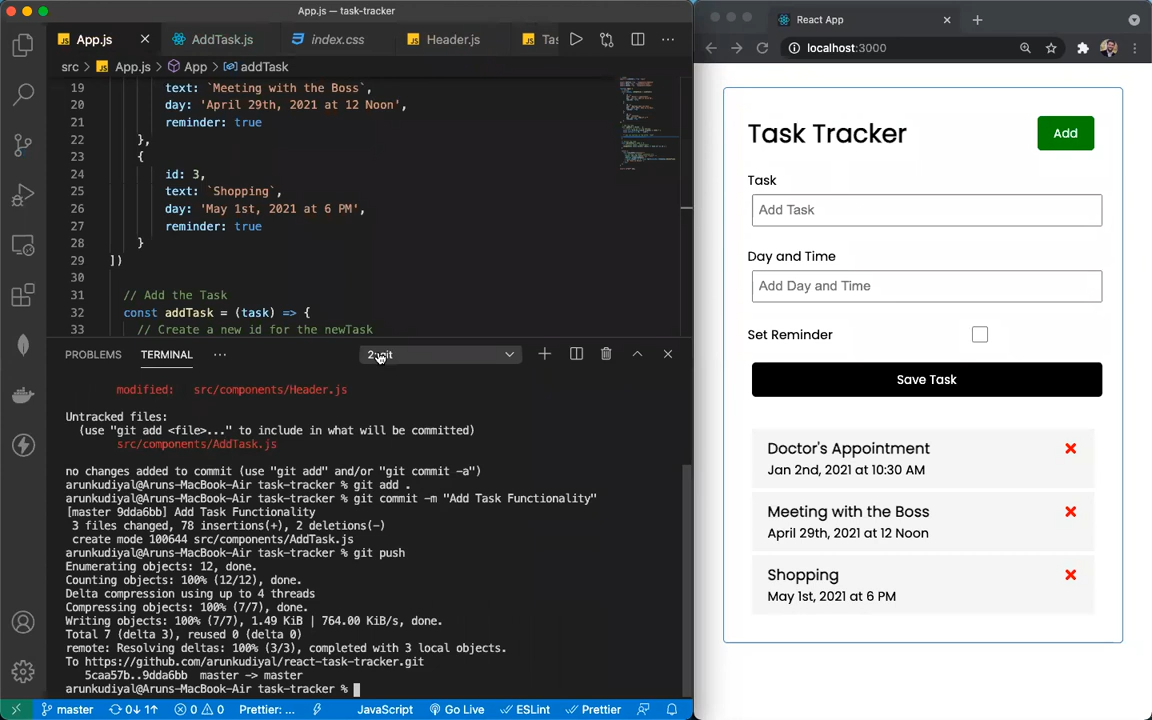 App.js — task-tracker
App.js
AddTask.js
index.css
Header.js
Tas
src > App.js > App > addTask
19 text: `Meeting with the Boss`,
20 day: 'April 29th, 2021 at 12 Noon',
21 reminder: true
22 },
23 {
24 id: 3,
25 text: `Shopping`,
26 day: 'May 1st, 2021 at 6 PM',
27 reminder: true
28 }
29 ])
30
31 // Add the Task
32 const addTask = (task) => {
33 // Create a new id for the newTask
PROBLEMS
TERMINAL
2: git
modified: src/components/Header.js
Untracked files:
(use "git add <file>..." to include in what will be committed)
src/components/AddTask.js
no changes added to commit (use "git add" and/or "git commit -a")
arunkudiyal@Aruns-MacBook-Air task-tracker % git add .
arunkudiyal@Aruns-MacBook-Air task-tracker % git commit -m "Add Task Functionality"
[master 9dda6bb] Add Task Functionality
3 files changed, 78 insertions(+), 2 deletions(-)
create mode 100644 src/components/AddTask.js
arunkudiyal@Aruns-MacBook-Air task-tracker % git push
Enumerating objects: 12, done.
Counting objects: 100% (12/12), done.
Delta compression using up to 4 threads
Compressing objects: 100% (7/7), done.
Writing objects: 100% (7/7), 1.49 KiB | 764.00 KiB/s, done.
Total 7 (delta 3), reused 0 (delta 0)
remote: Resolving deltas: 100% (3/3), completed with 3 local objects.
To https://github.com/arunkudiyal/react-task-tracker.git
5caa57b..9dda6bb master -> master
arunkudiyal@Aruns-MacBook-Air task-tracker %
master
0↓ 1↑
0
0
Prettier: ...
JavaScript
Go Live
ESLint
Prettier
React App
localhost:3000
Task Tracker
Add
Task
Add Task
Day and Time
Add Day and Time
Set Reminder
Save Task
Doctor's Appointment
Jan 2nd, 2021 at 10:30 AM
Meeting with the Boss
April 29th, 2021 at 12 Noon
Shopping
May 1st, 2021 at 6 PM